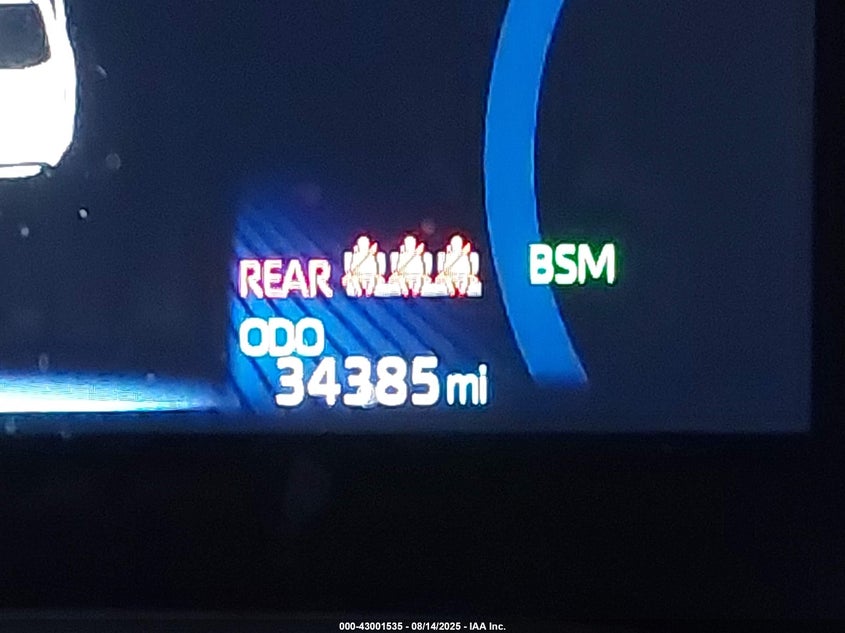 REAR
BSM
ODO
34385 mi
000-43001535 - 08/14/2025 - IAA Inc.